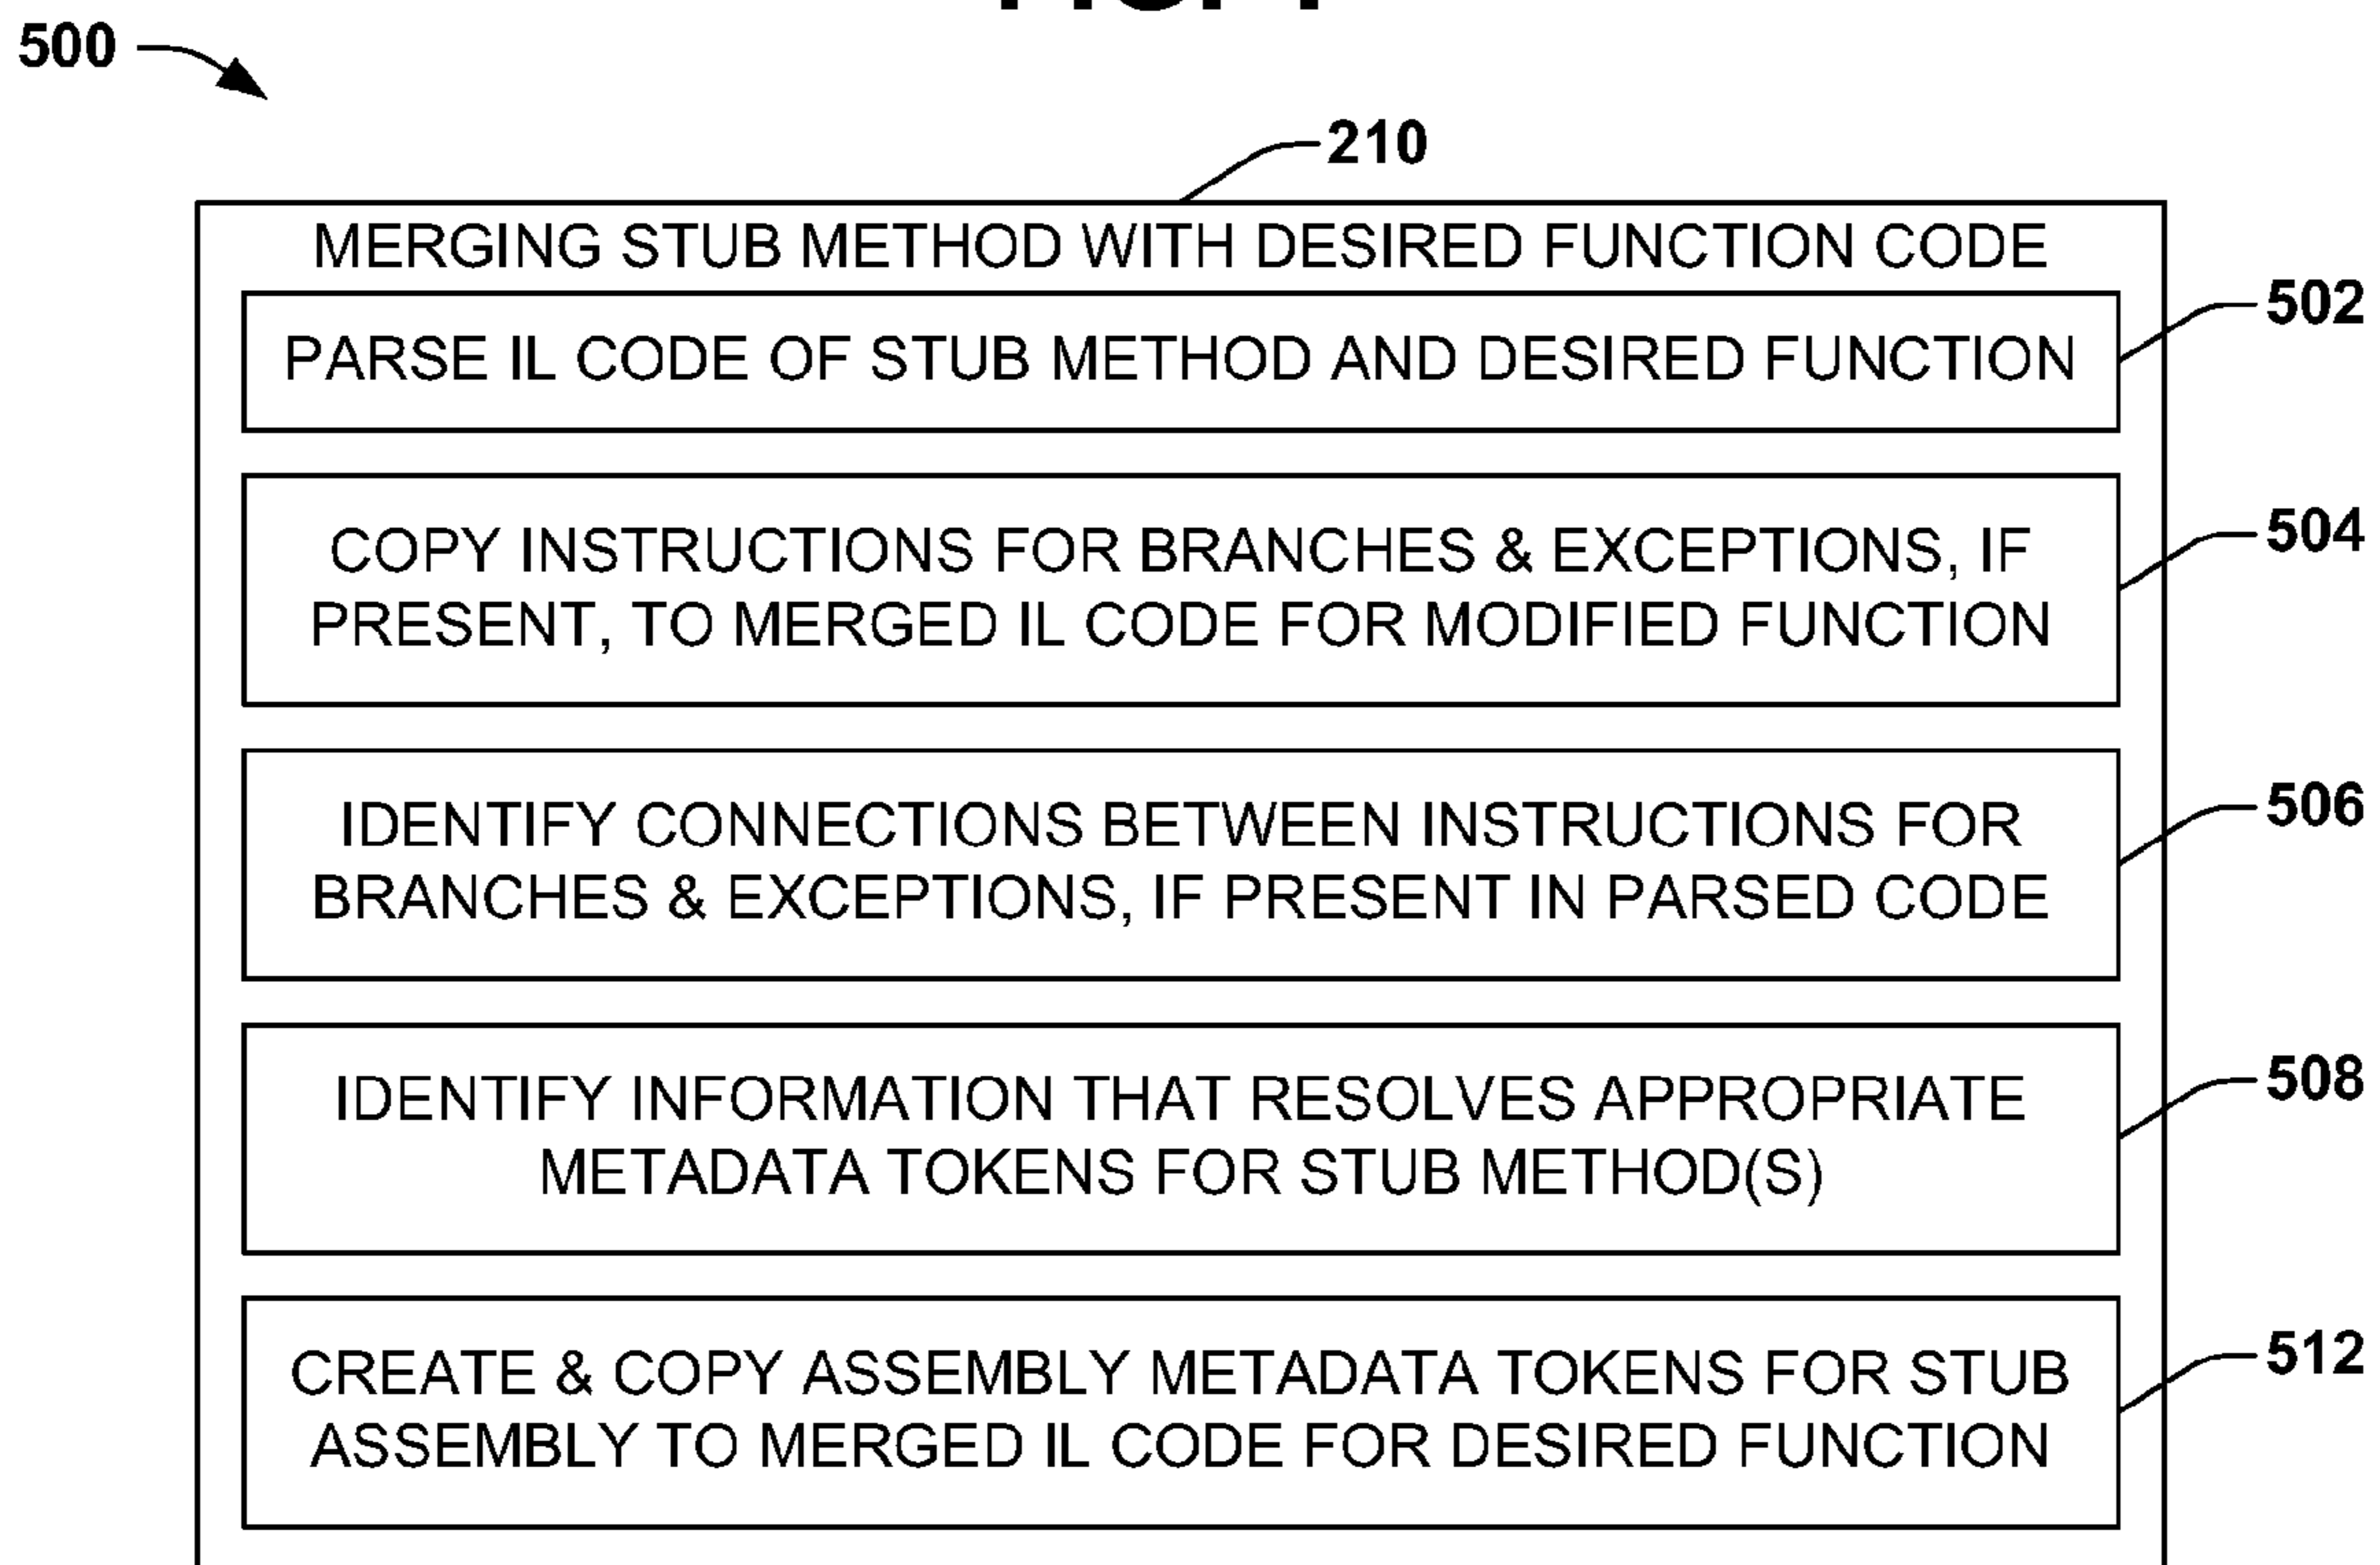 500
210
MERGING STUB METHOD WITH DESIRED FUNCTION CODE
502
PARSE IL CODE OF STUB METHOD AND DESIRED FUNCTION
504
COPY INSTRUCTIONS FOR BRANCHES & EXCEPTIONS, IF
PRESENT, TO MERGED IL CODE FOR MODIFIED FUNCTION
506
IDENTIFY CONNECTIONS BETWEEN INSTRUCTIONS FOR
BRANCHES & EXCEPTIONS, IF PRESENT IN PARSED CODE
508
IDENTIFY INFORMATION THAT RESOLVES APPROPRIATE
METADATA TOKENS FOR STUB METHOD(S)
512
CREATE & COPY ASSEMBLY METADATA TOKENS FOR STUB
ASSEMBLY TO MERGED IL CODE FOR DESIRED FUNCTION